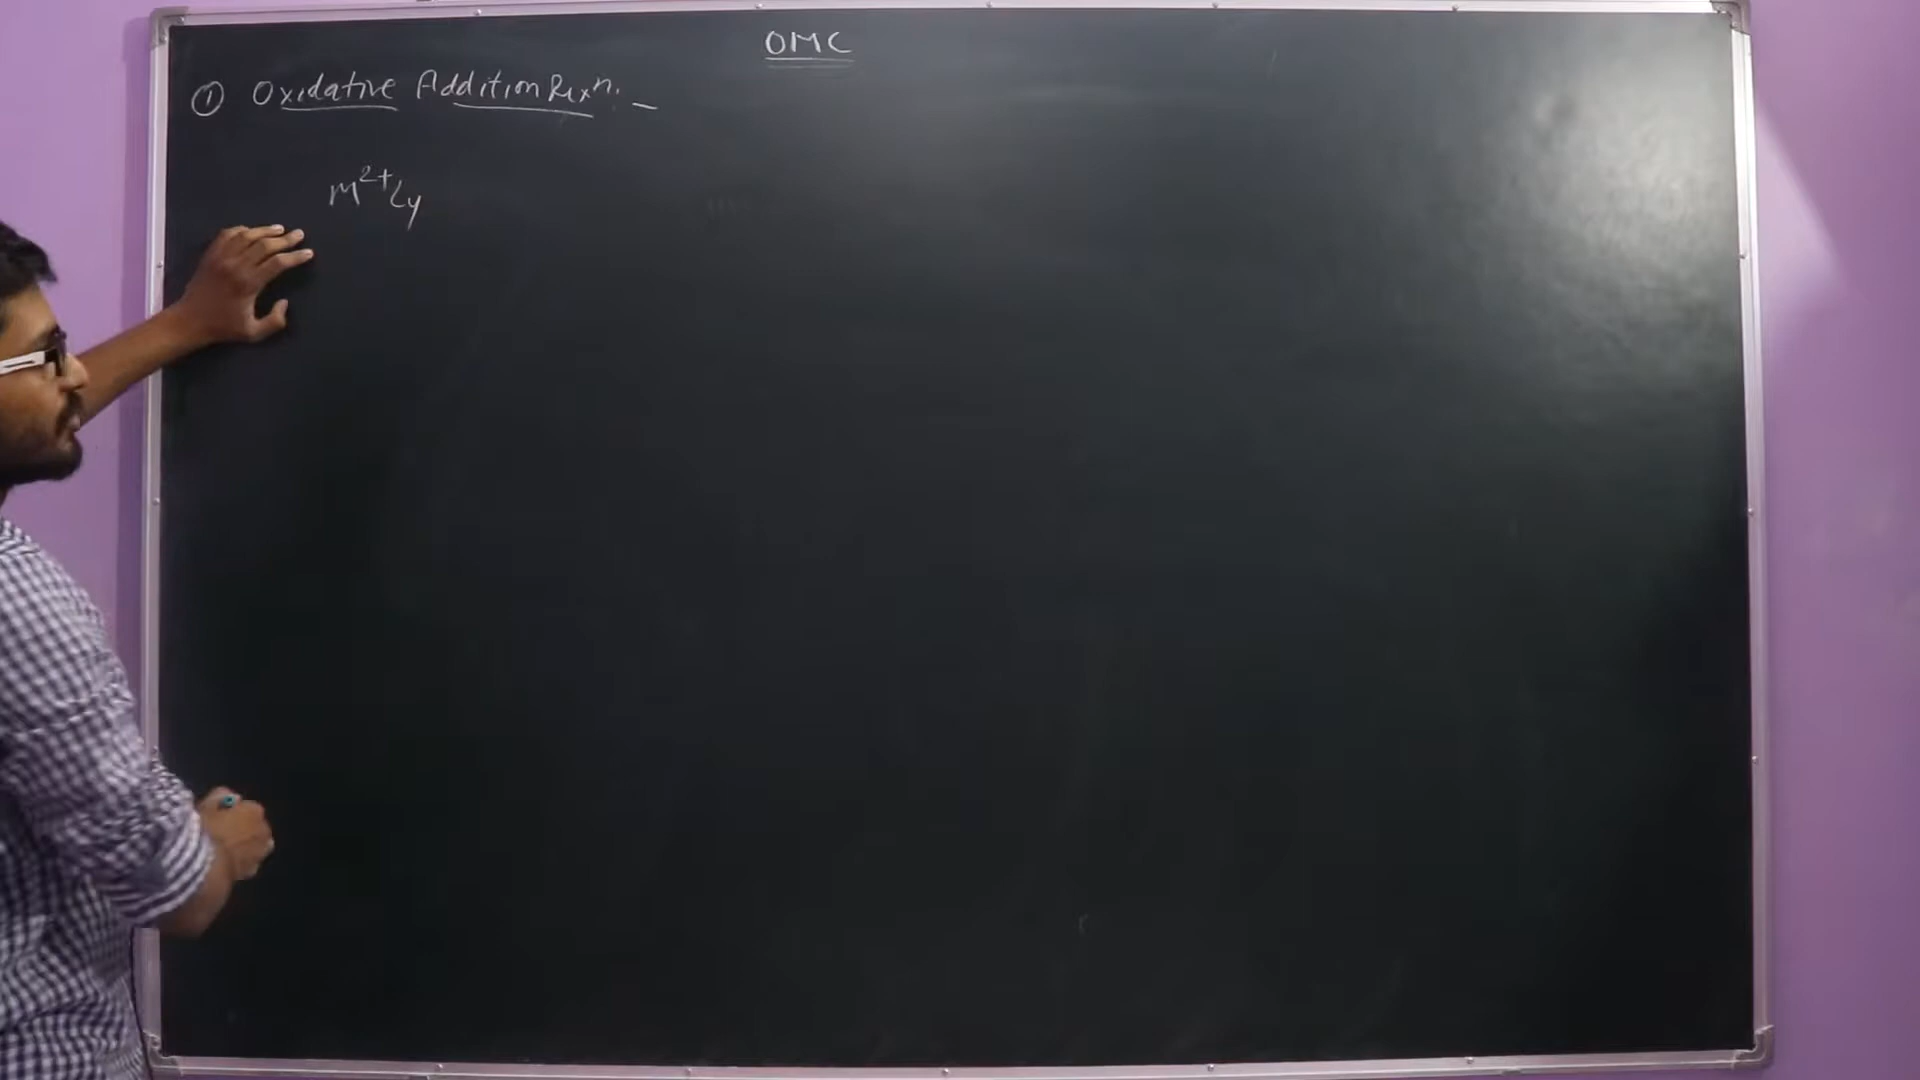 OMC
① Oxidative Addition Rxn. _
M²⁺Ly